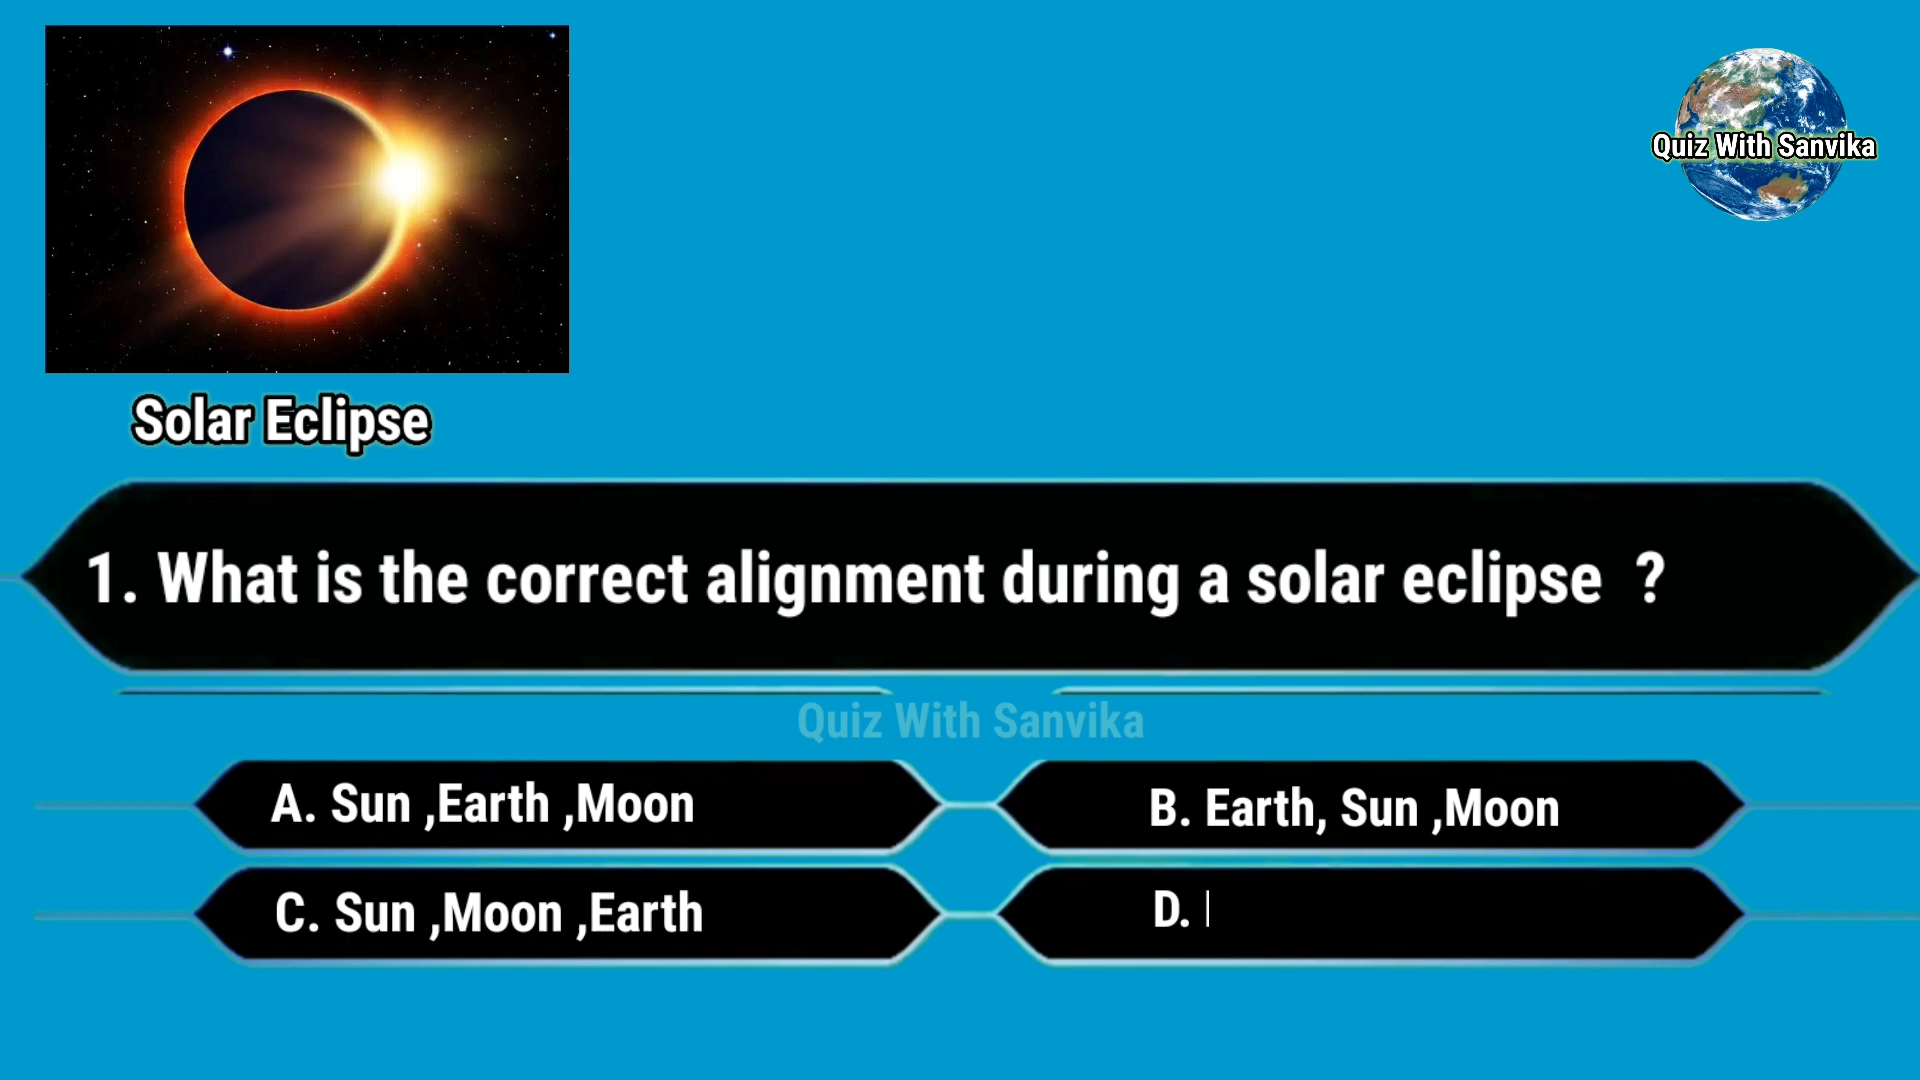 Quiz With Sanvika
Solar Eclipse
1. What is the correct alignment during a solar eclipse  ?
Quiz With Sanvika
A. Sun ,Earth ,Moon
B. Earth, Sun ,Moon
C. Sun ,Moon ,Earth
D.